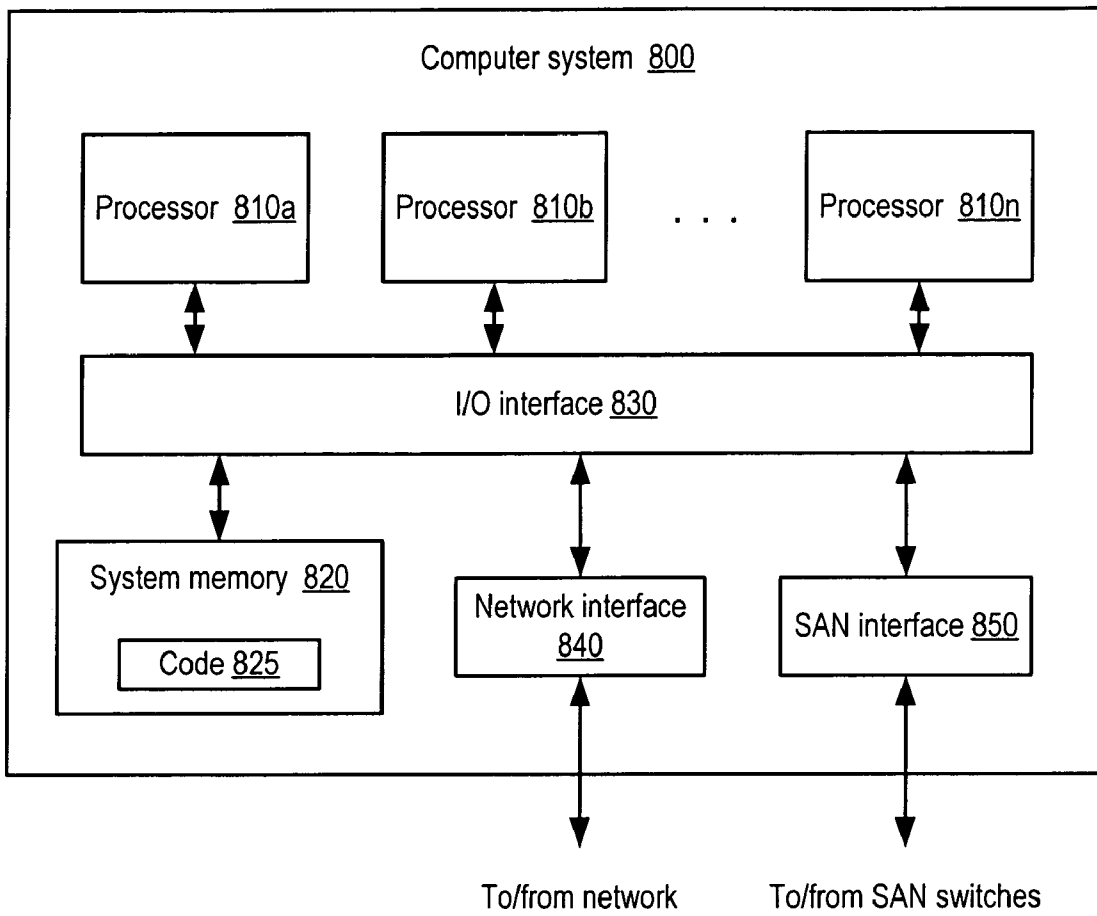 Computer system 800
Processor 810a
Processor 810b
. . .
Processor 810n
I/O interface 830
System memory 820
Code 825
Network interface
840
SAN interface 850
To/from network
To/from SAN switches